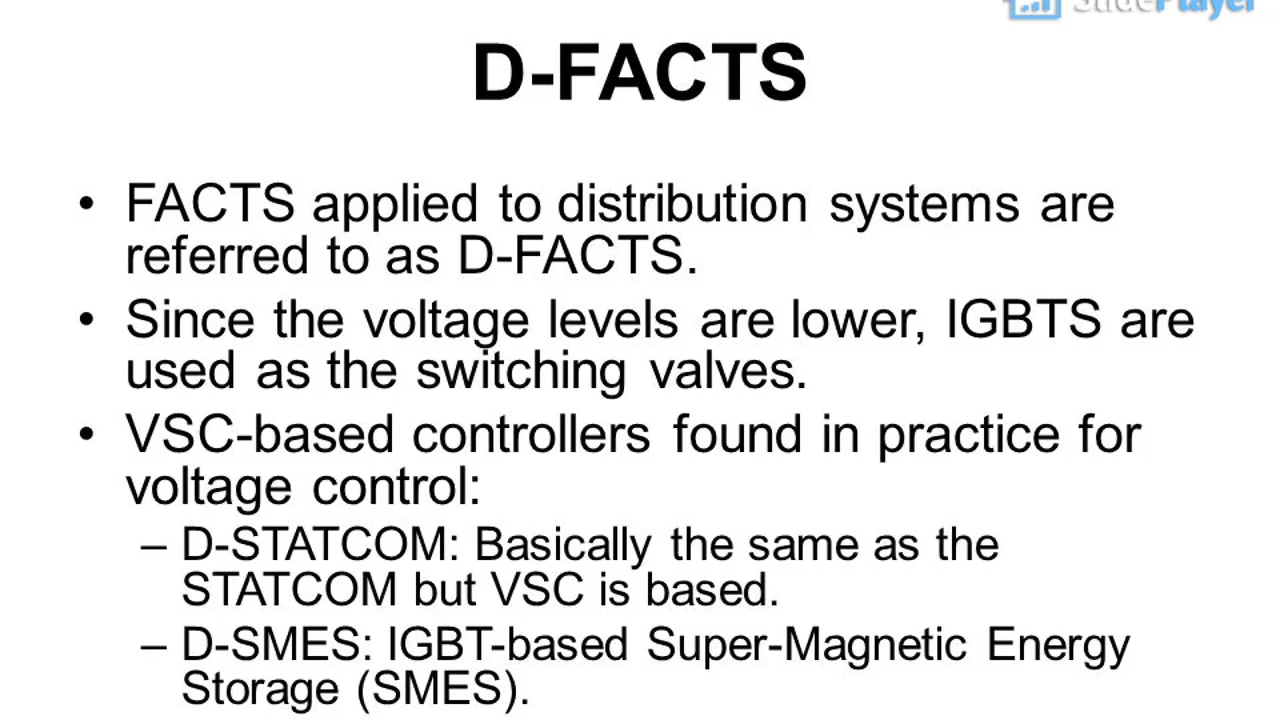 SlidePlayer
D-FACTS
• FACTS applied to distribution systems are
referred to as D-FACTS.
• Since the voltage levels are lower, IGBTS are
used as the switching valves.
• VSC-based controllers found in practice for
voltage control:
– D-STATCOM: Basically the same as the
STATCOM but VSC is based.
– D-SMES: IGBT-based Super-Magnetic Energy
Storage (SMES).